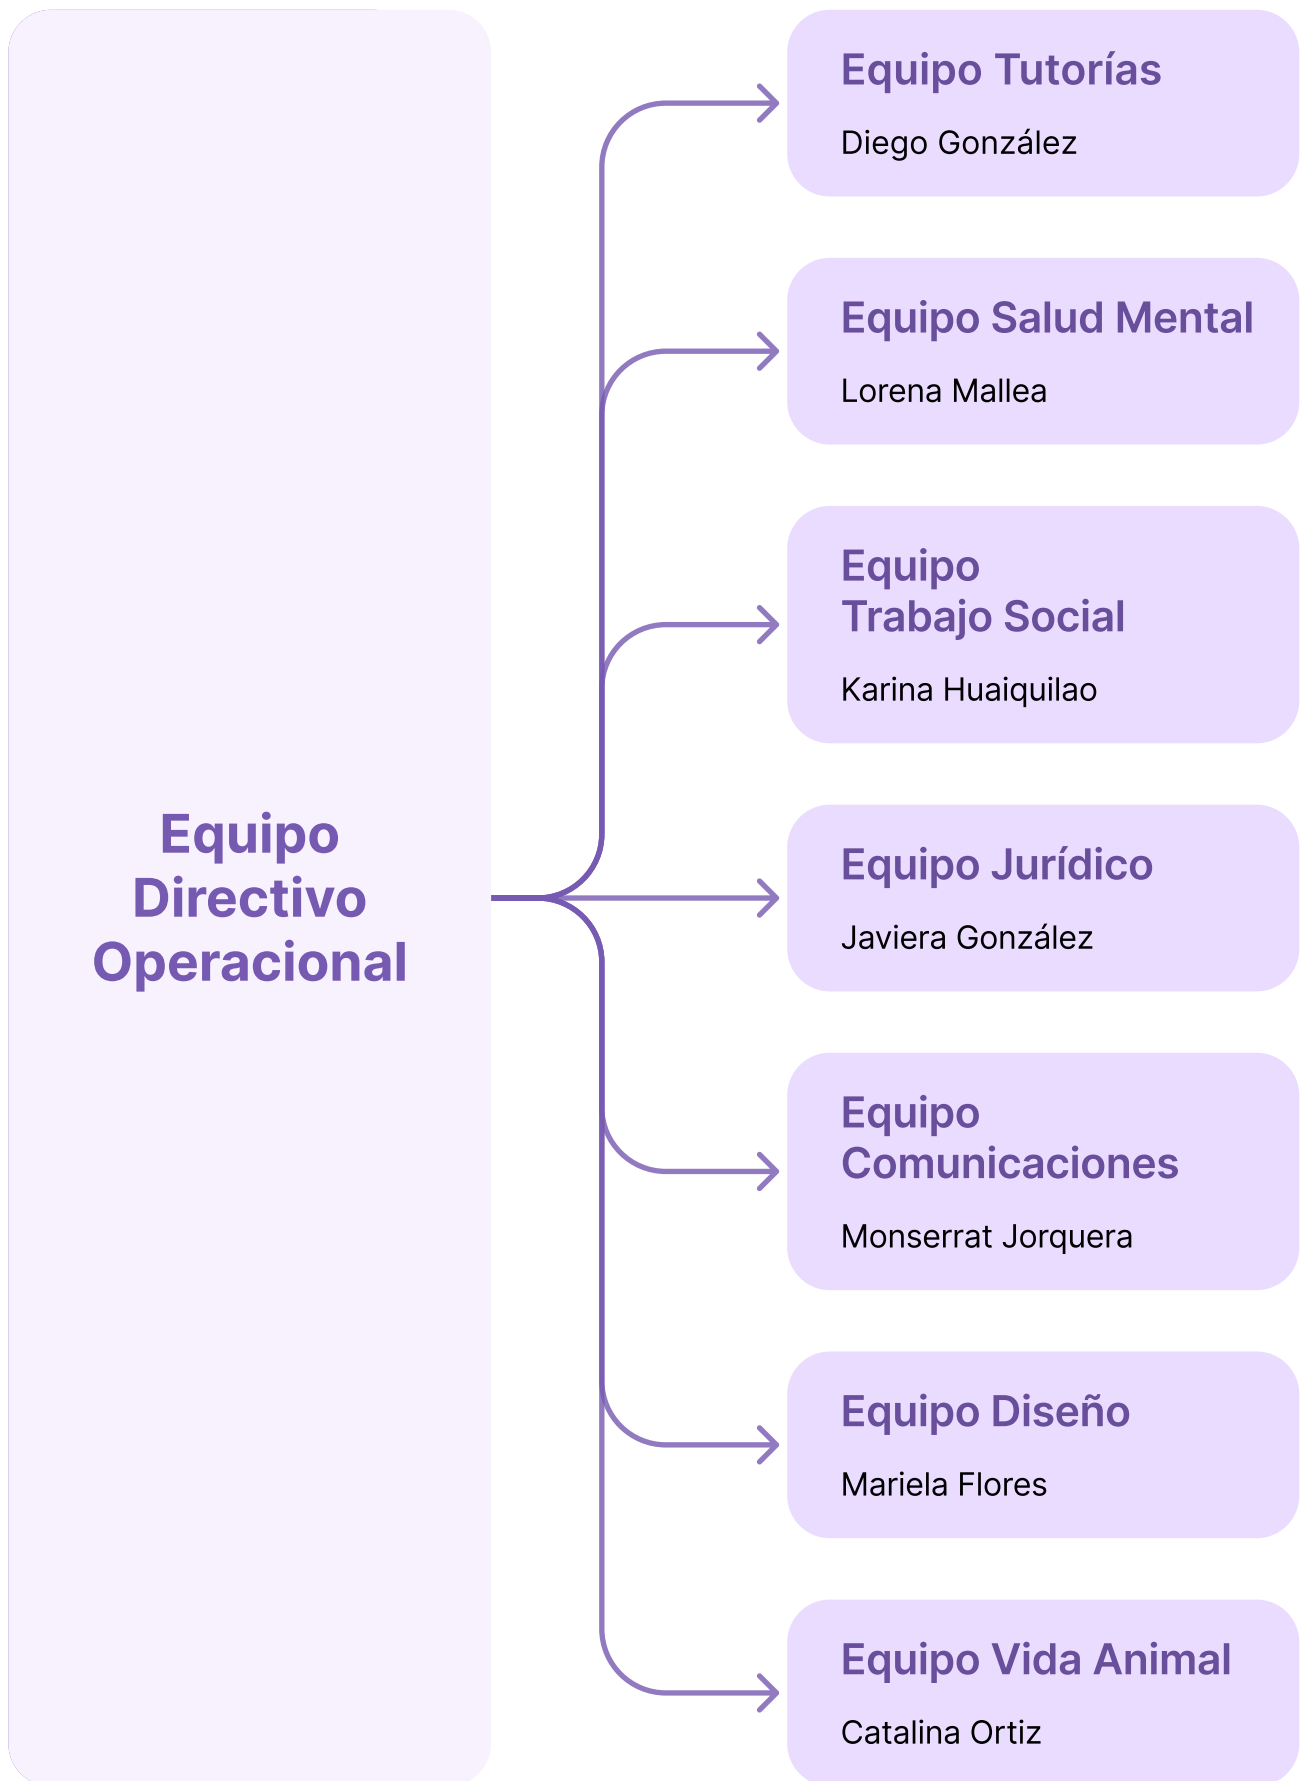 Equipo
Directivo
Operacional
Equipo Tutorías
Diego González
Equipo Salud Mental
Lorena Mallea
Equipo
Trabajo Social
Karina Huaiquilao
Equipo Jurídico
Javiera González
Equipo
Comunicaciones
Monserrat Jorquera
Equipo Diseño
Mariela Flores
Equipo Vida Animal
Catalina Ortiz